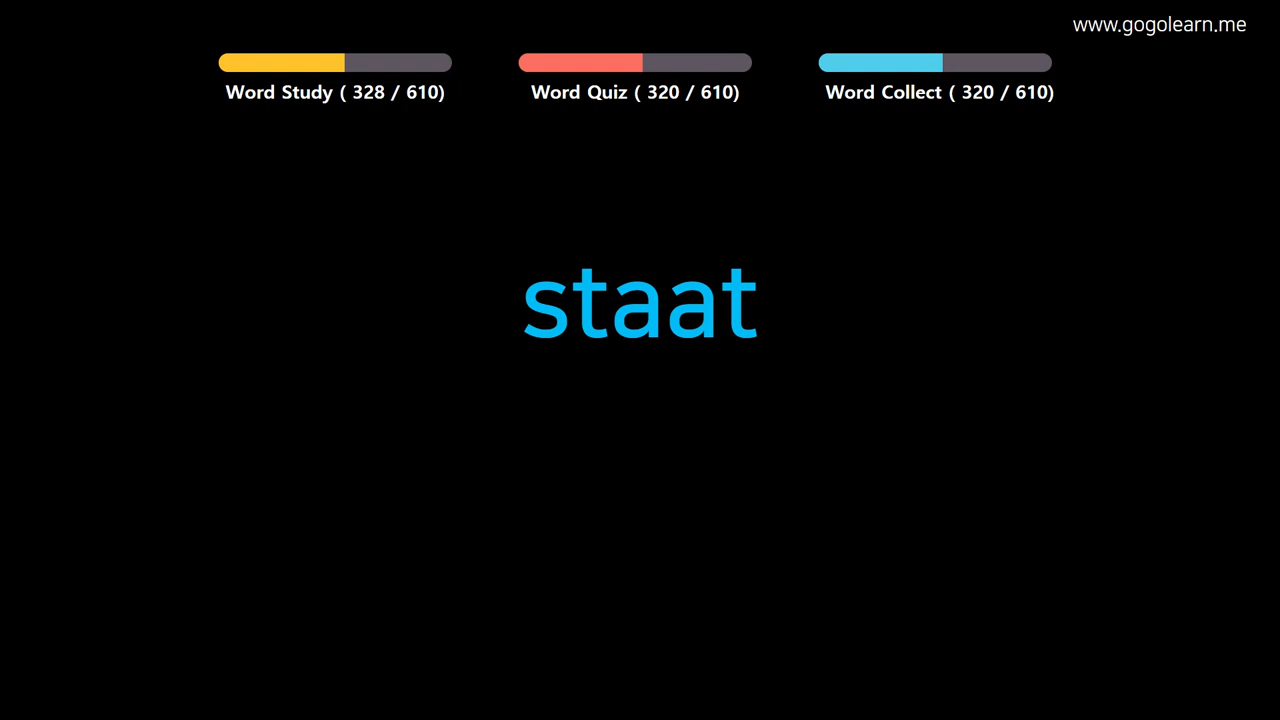 www.gogolearn.me
Word Study ( 328 / 610)
Word Quiz ( 320 / 610)
Word Collect ( 320 / 610)
staat